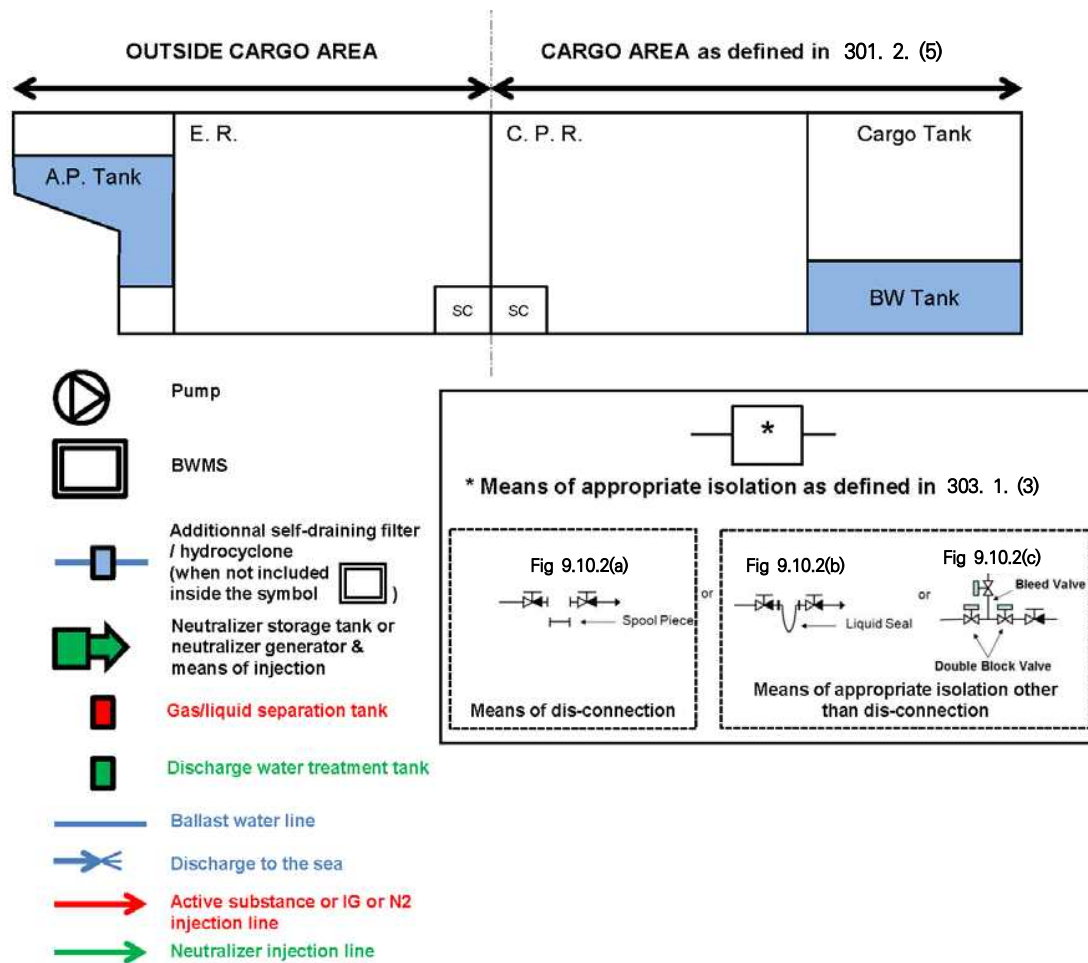 OUTSIDE CARGO AREA
CARGO AREA as defined in 301. 2. (5)
E. R.
C. P. R.
Cargo Tank
A.P. Tank
SC
SC
BW Tank
Pump
BWMS
Additionnal self-draining filter
/ hydrocyclone
(when not included
inside the symbol )
Neutralizer storage tank or
neutralizer generator &
means of injection
Gas/liquid separation tank
Discharge water treatment tank
Ballast water line
Discharge to the sea
Active substance or IG or N2
injection line
Neutralizer injection line
*
* Means of appropriate isolation as defined in 303. 1. (3)
Fig 9.10.2(a)
Spool Piece
Means of dis-connection
or
Fig 9.10.2(b)
Liquid Seal
or
Fig 9.10.2(c)
Bleed Valve
Double Block Valve
Means of appropriate isolation other
than dis-connection